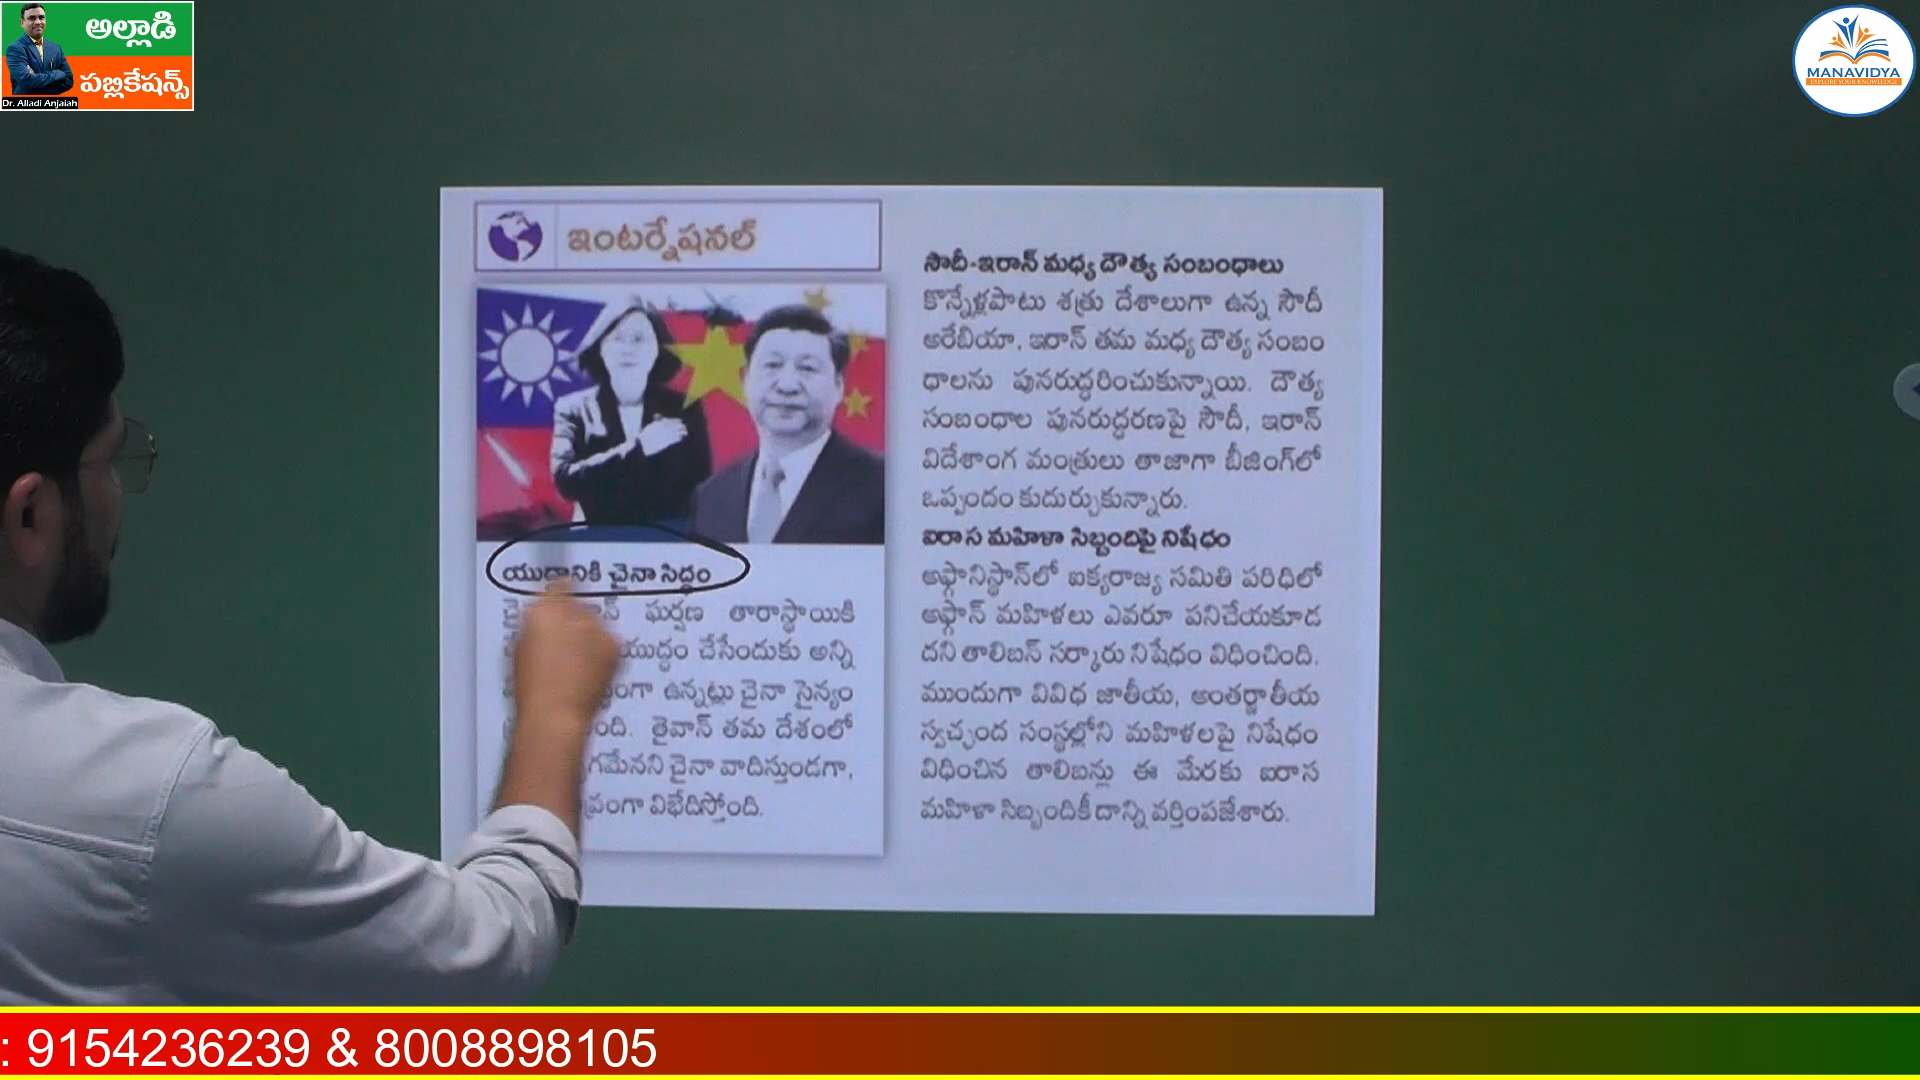 అల్లాడి
పబ్లికేషన్స్
Dr. Alladi Anjaiah
MANAVIDYA
EXPLORE YOUR KNOWLEDGE
ఇంటర్నేషనల్
యుద్ధానికి చైనా సిద్ధం
ఘర్షణ తారాస్థాయికి
యుద్ధం చేసేందుకు అన్ని
ఉన్నట్లు చైనా సైన్యం
తైవాన్ తమ దేశంలో
చైనా వాదిస్తుండగా,
విభేదిస్తోంది.
సౌదీ-ఇరాన్ మధ్య దౌత్య సంబంధాలు
కొన్నేళ్లపాటు శత్రు దేశాలుగా ఉన్న సౌదీ
అరేబియా, ఇరాన్ తమ మధ్య దౌత్య సంబం
ధాలను పునరుద్ధరించుకున్నాయి. దౌత్య
సంబంధాల పునరుద్ధరణపై సౌదీ, ఇరాన్
విదేశాంగ మంత్రులు తాజాగా బీజింగ్‌లో
ఒప్పందం కుదుర్చుకున్నారు.
ఐరాస మహిళా సిబ్బందిపై నిషేధం
అఫ్గానిస్థాన్‌లో ఐక్యరాజ్య సమితి పరిధిలో
అఫ్గాన్ మహిళలు ఎవరూ పనిచేయకూడ
దని తాలిబన్ సర్కారు నిషేధం విధించింది.
ముందుగా వివిధ జాతీయ, అంతర్జాతీయ
స్వచ్ఛంద సంస్థల్లోని మహిళలపై నిషేధం
విధించిన తాలిబన్లు ఈ మేరకు ఐరాస
మహిళా సిబ్బందికీ దాన్ని వర్తింపజేశారు.
: 9154236239 & 8008898105